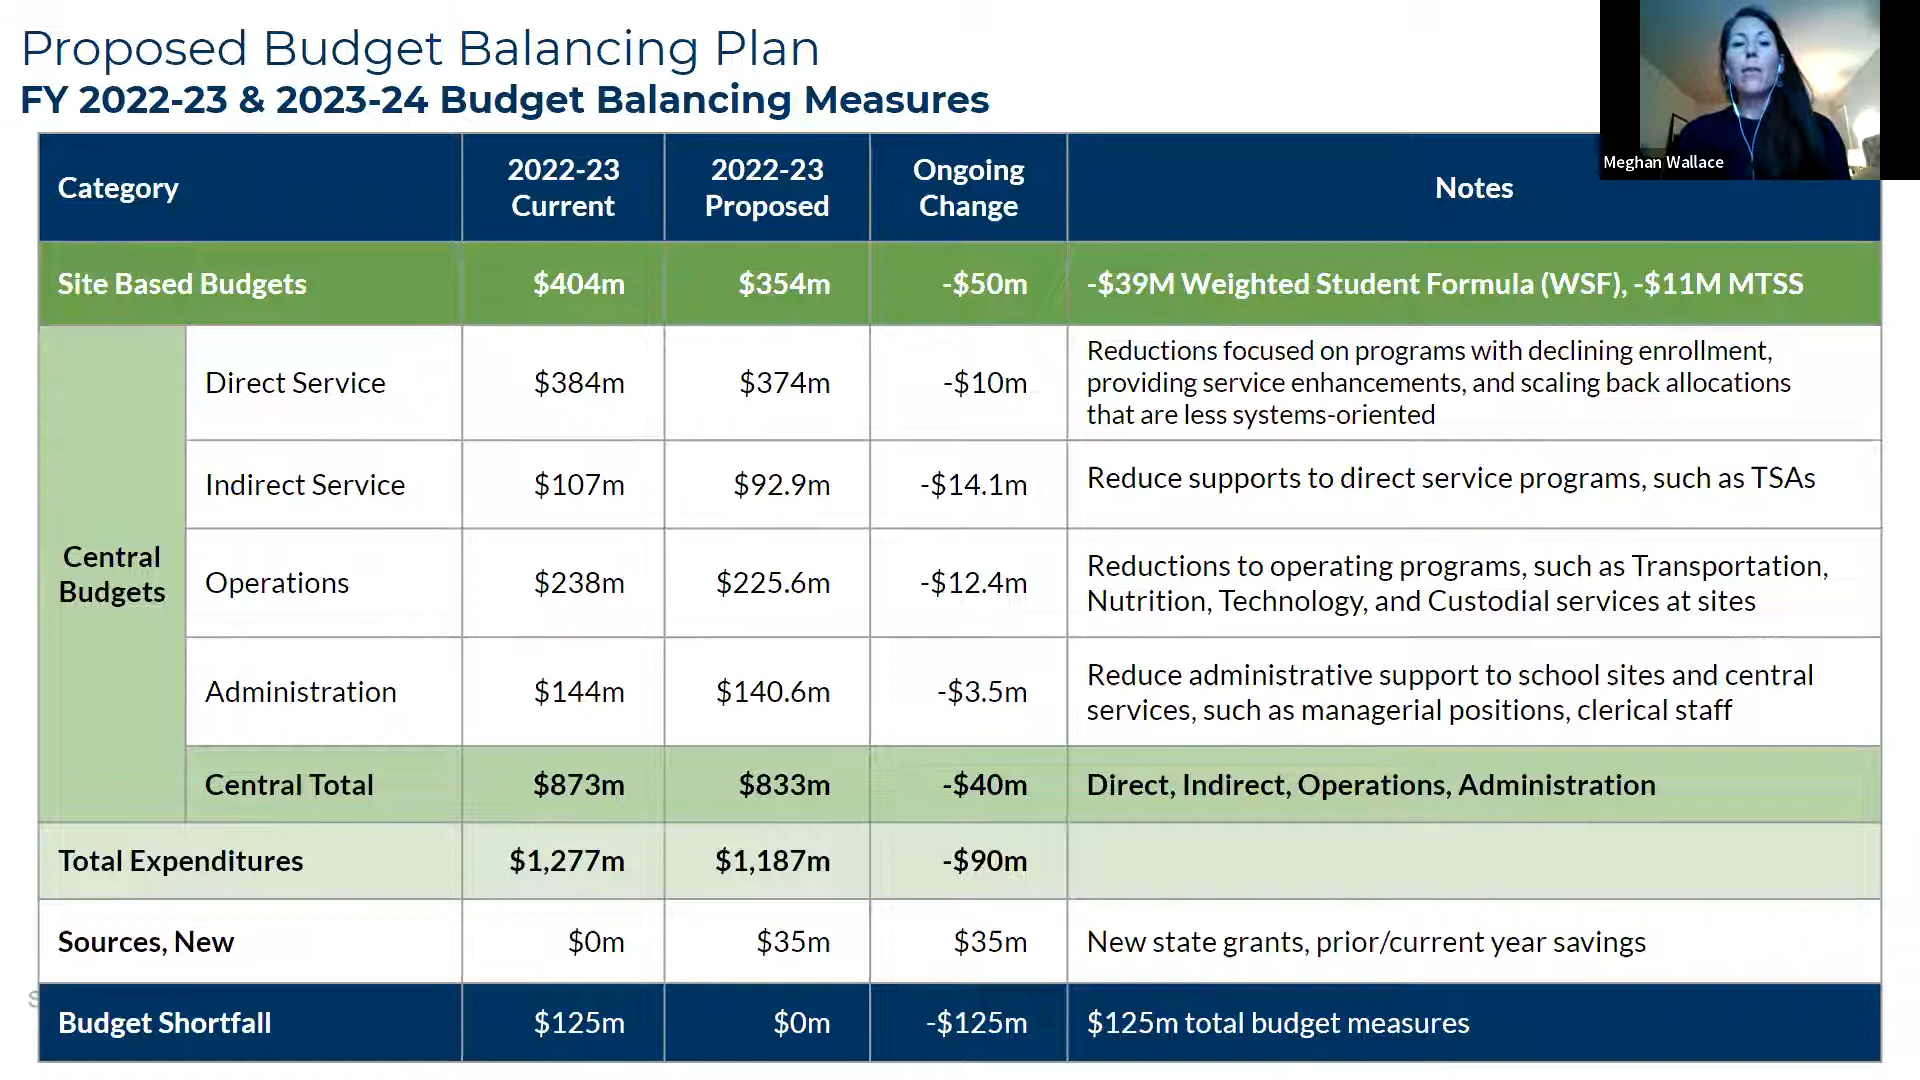 Proposed Budget Balancing Plan
FY 2022-23 & 2023-24 Budget Balancing Measures
Meghan Wallace
Category
2022-23 Current
2022-23 Proposed
Ongoing Change
Notes
Site Based Budgets
$404m
$354m
-$50m
-$39M Weighted Student Formula (WSF), -$11M MTSS
Central Budgets
Direct Service
$384m
$374m
-$10m
Reductions focused on programs with declining enrollment,
providing service enhancements, and scaling back allocations
that are less systems-oriented
Indirect Service
$107m
$92.9m
-$14.1m
Reduce supports to direct service programs, such as TSAs
Operations
$238m
$225.6m
-$12.4m
Reductions to operating programs, such as Transportation,
Nutrition, Technology, and Custodial services at sites
Administration
$144m
$140.6m
-$3.5m
Reduce administrative support to school sites and central
services, such as managerial positions, clerical staff
Central Total
$873m
$833m
-$40m
Direct, Indirect, Operations, Administration
Total Expenditures
$1,277m
$1,187m
-$90m
Sources, New
$0m
$35m
$35m
New state grants, prior/current year savings
Budget Shortfall
$125m
$0m
-$125m
$125m total budget measures